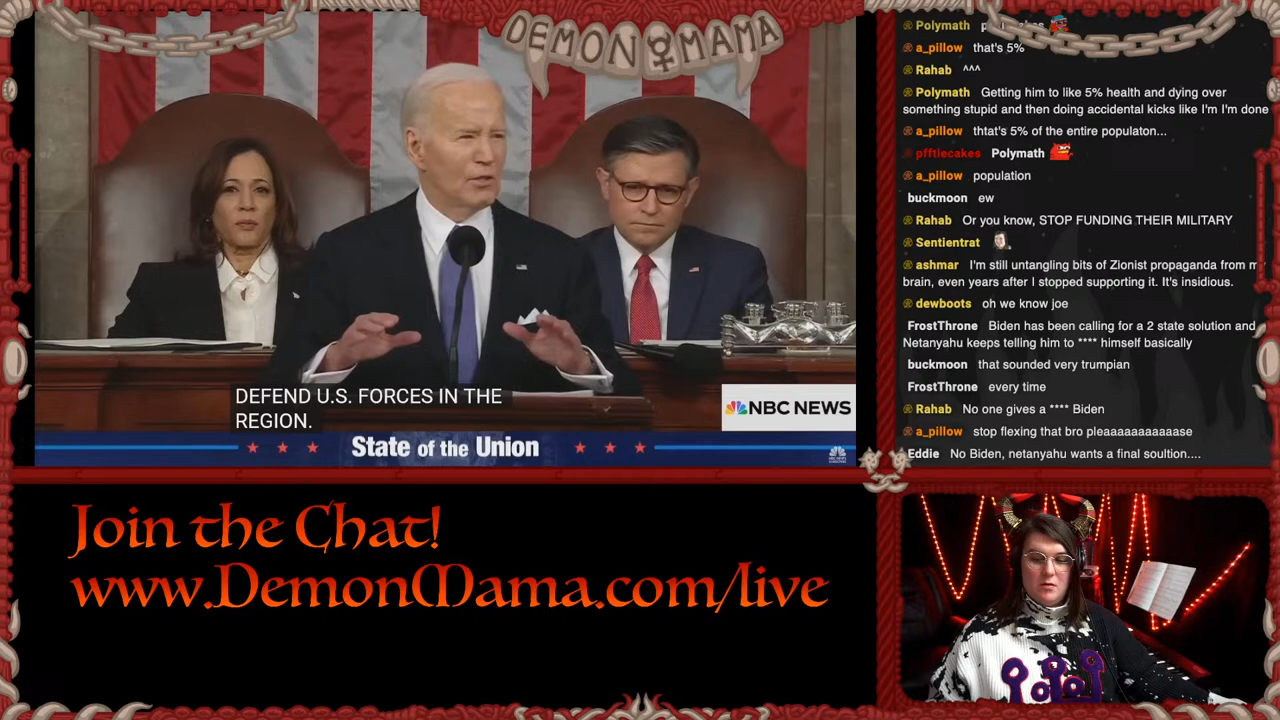 DEMON MAMA
DEFEND U.S. FORCES IN THE
REGION.
NBC NEWS
State of the Union
Join the Chat!
www.DemonMama.com/live
Polymath
a_pillow that's 5%
Rahab ^^^
Polymath Getting him to like 5% health and dying over
something stupid and then doing accidental kicks like I'm I'm done
a_pillow thtat's 5% of the entire populaton...
pfftlecakes Polymath
a_pillow population
buckmoon ew
Rahab Or you know, STOP FUNDING THEIR MILITARY
Sentientrat
ashmar I'm still untangling bits of Zionist propaganda from
brain, even years after I stopped supporting it. It's insidious.
dewboots oh we know joe
FrostThrone Biden has been calling for a 2 state solution and
Netanyahu keeps telling him to **** himself basically
buckmoon that sounded very trumpian
FrostThrone every time
Rahab No one gives a **** Biden
a_pillow stop flexing that bro pleaaaaaaaaaase
Eddie No Biden, netanyahu wants a final soultion....